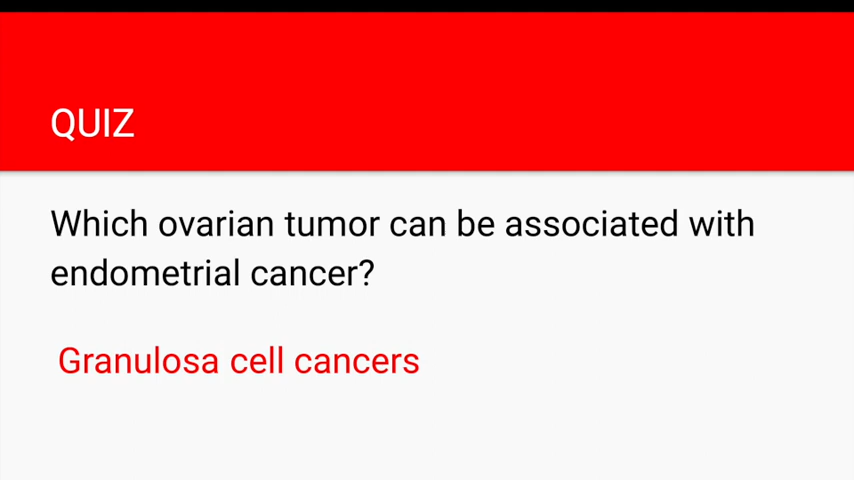 QUIZ
Which ovarian tumor can be associated with
endometrial cancer?
Granulosa cell cancers